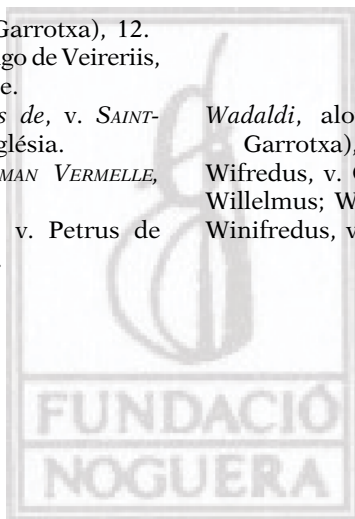 Garrotxa), 12.
go de Veireriis,
e.
s de, v. SAINT-
glésia.
MAN VERMELLE,
v. Petrus de
Wadaldi, alo
Garrotxa),
Wifredus, v.
Willelmus; W
Winifredus, v
FUNDACIÓ
NOGUERA